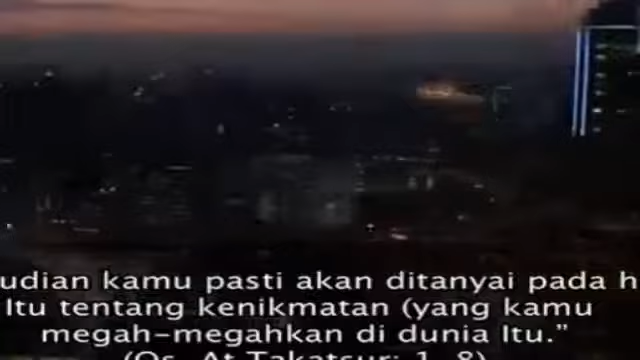 udian kamu pasti akan ditanyai pada h
Itu tentang kenikmatan (yang kamu
megah-megahkan di dunia Itu."
(Qs. At Takatsur: 1-8)